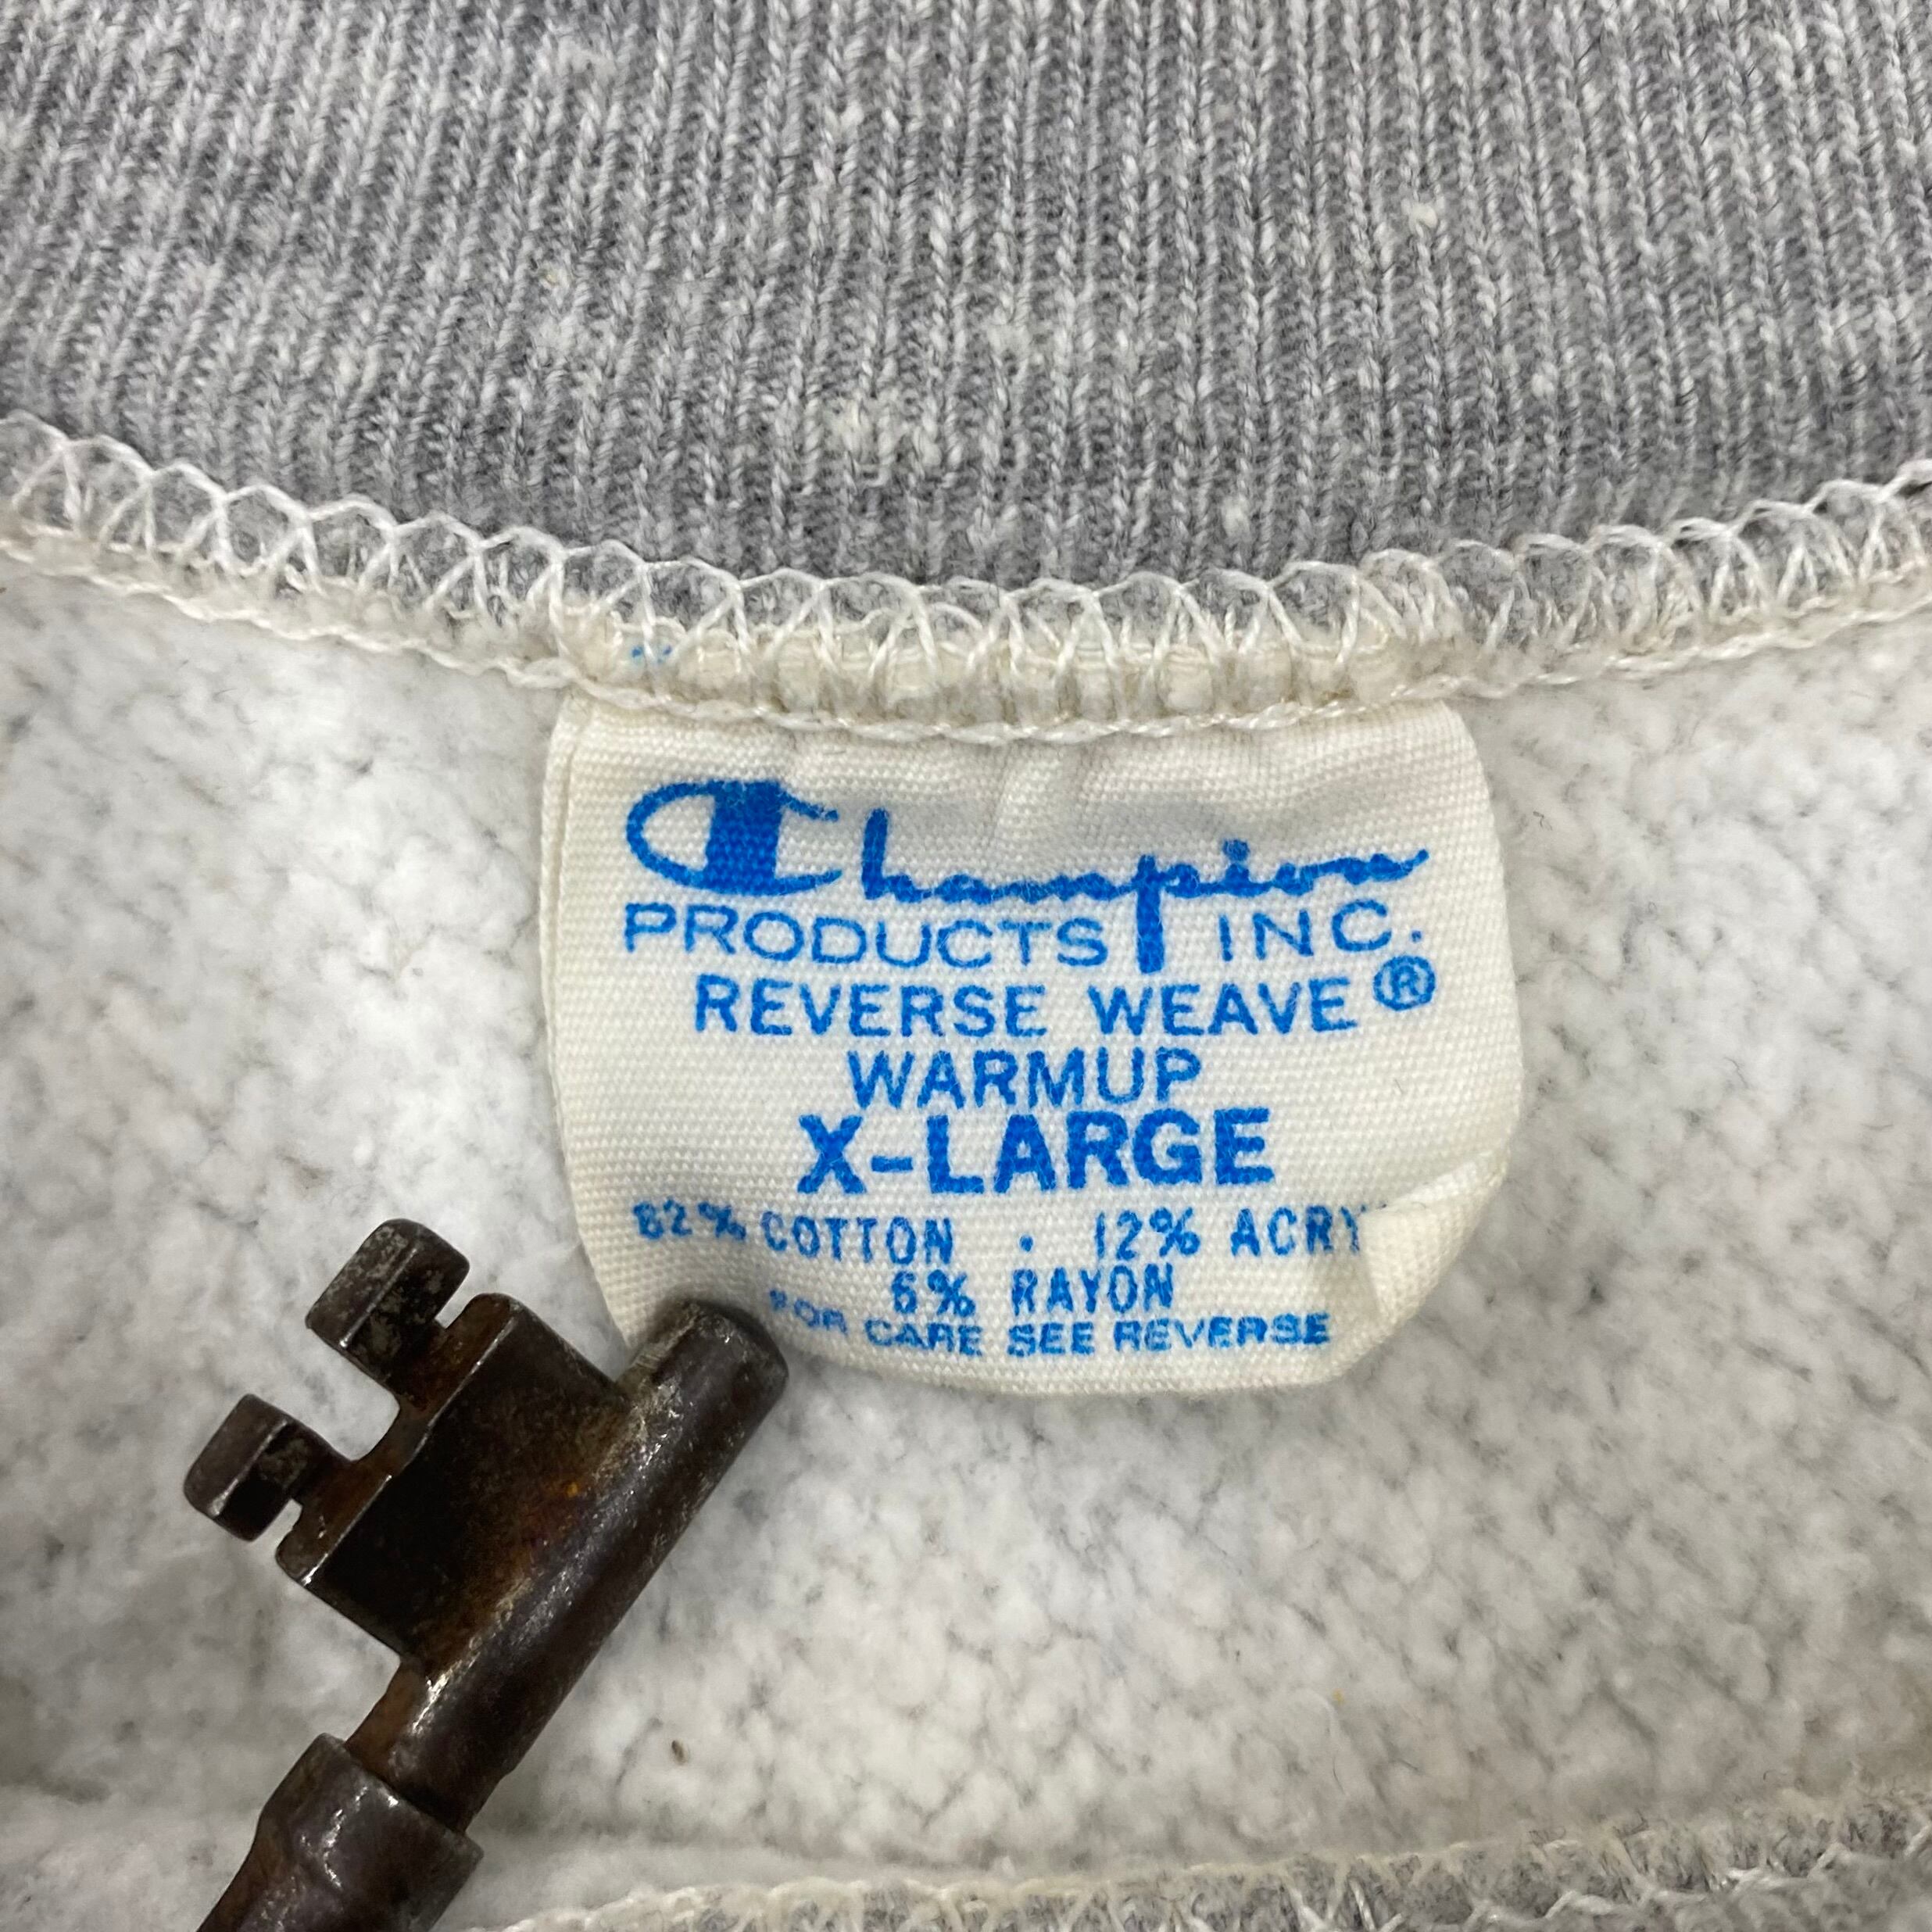 Champion
PRODUCTS INC.
REVERSE WEAVE®
WARMUP
X-LARGE
82% COTTON · 12% ACRY
6% RAYON
FOR CARE SEE REVERSE